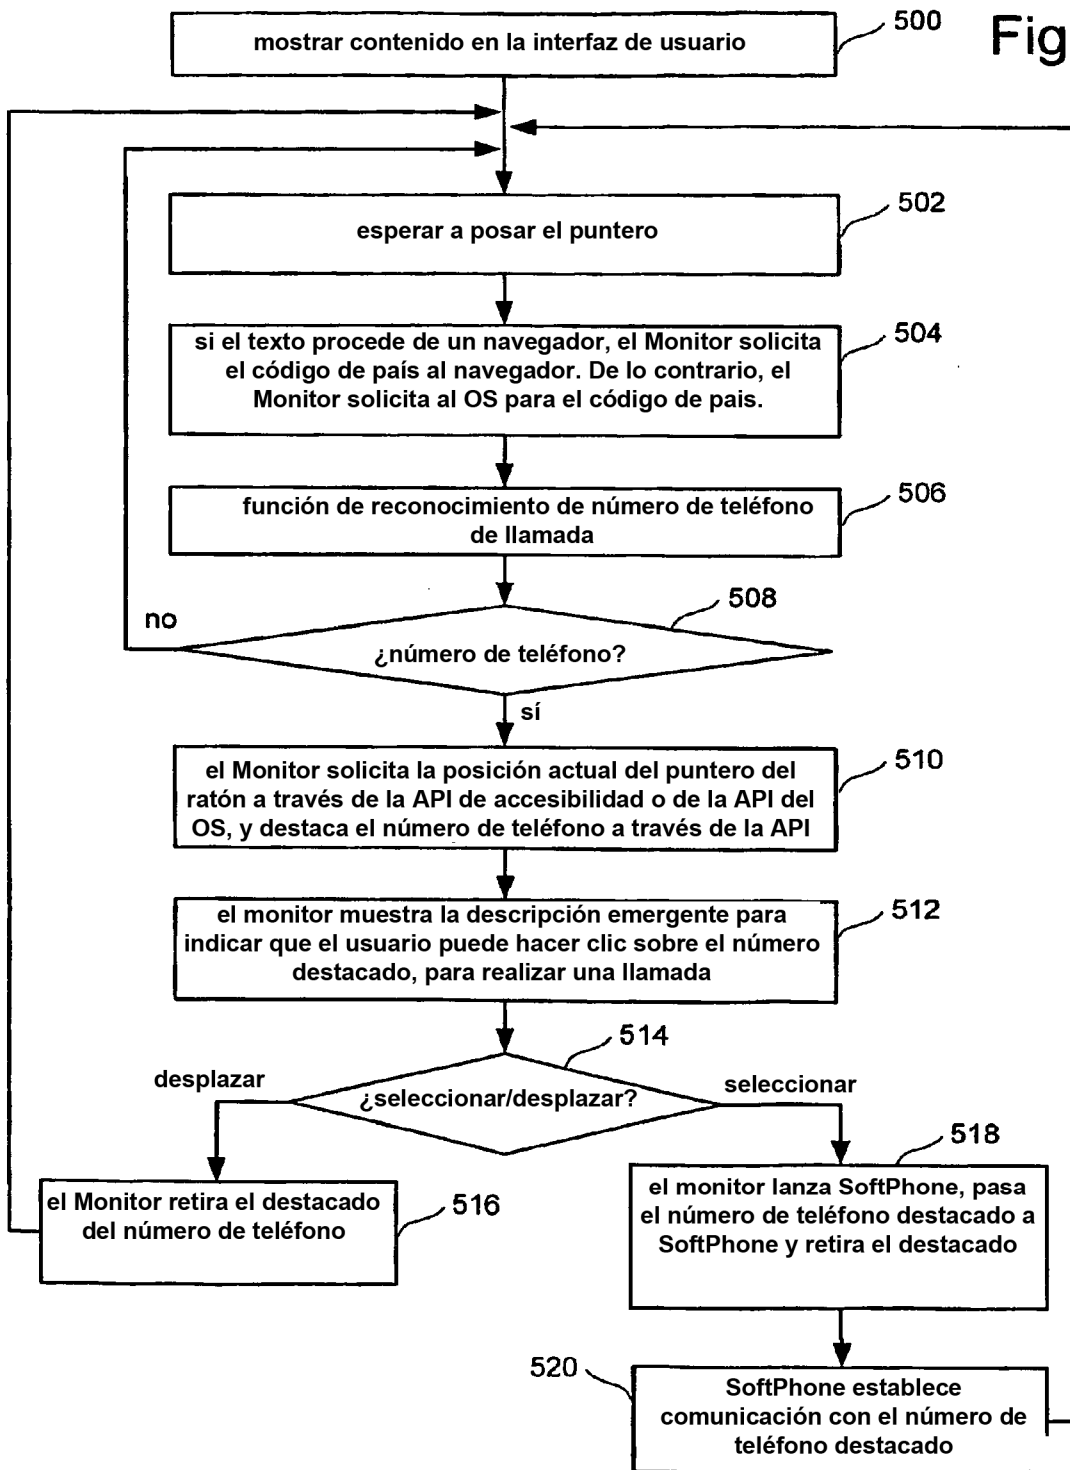 mostrar contenido en la interfaz de usuario
500
Fig
esperar a posar el puntero
502
si el texto procede de un navegador, el Monitor solicita
el código de país al navegador. De lo contrario, el
Monitor solicita al OS para el código de pais.
504
función de reconocimiento de número de teléfono
de llamada
506
508
no
¿número de teléfono?
sí
el Monitor solicita la posición actual del puntero del
ratón a través de la API de accesibilidad o de la API del
OS, y destaca el número de teléfono a través de la API
510
el monitor muestra la descripción emergente para
indicar que el usuario puede hacer clic sobre el número
destacado, para realizar una llamada
512
514
desplazar
¿seleccionar/desplazar?
seleccionar
518
el Monitor retira el destacado
del número de teléfono
516
el monitor lanza SoftPhone, pasa
el número de teléfono destacado a
SoftPhone y retira el destacado
520
SoftPhone establece
comunicación con el número de
teléfono destacado